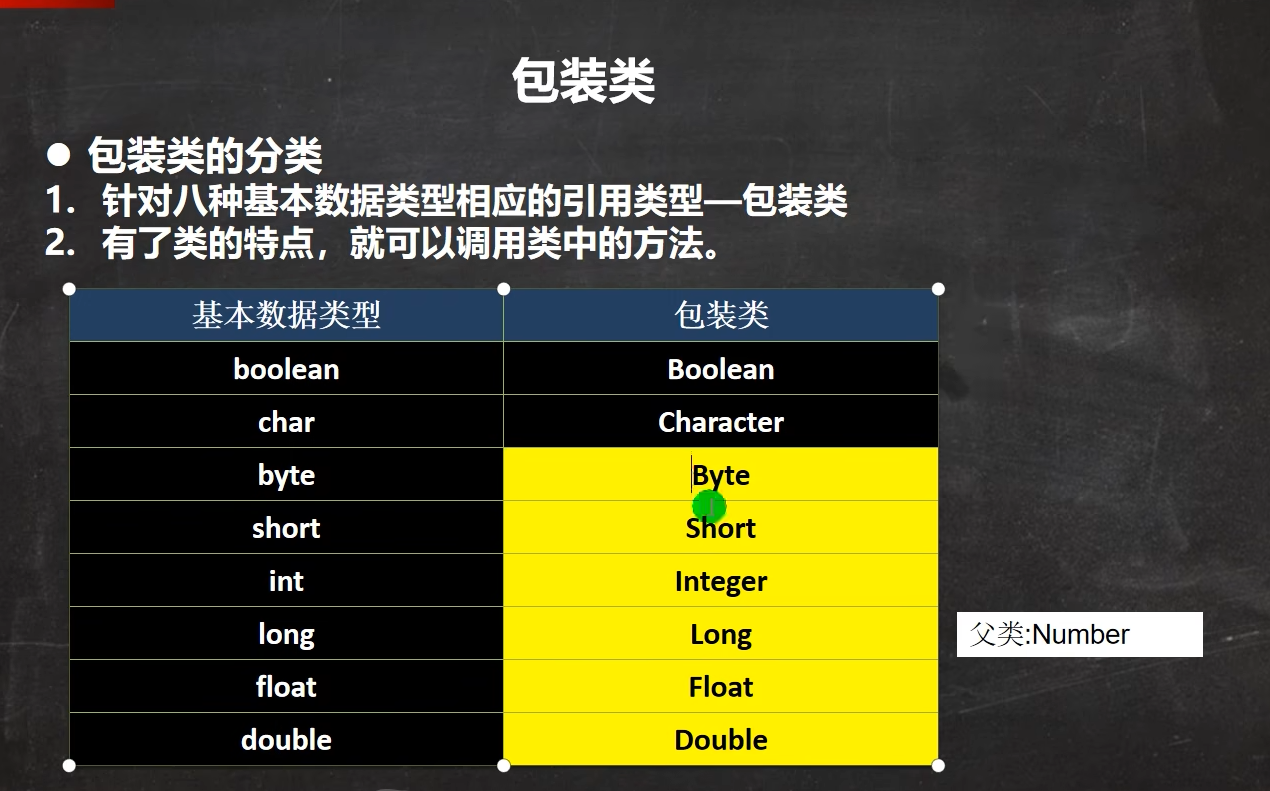 包装类
● 包装类的分类
1. 针对八种基本数据类型相应的引用类型—包装类
2. 有了类的特点，就可以调用类中的方法。
基本数据类型 包装类
boolean Boolean
char Character
byte Byte
short Short
int Integer
long Long
父类:Number
float Float
double Double